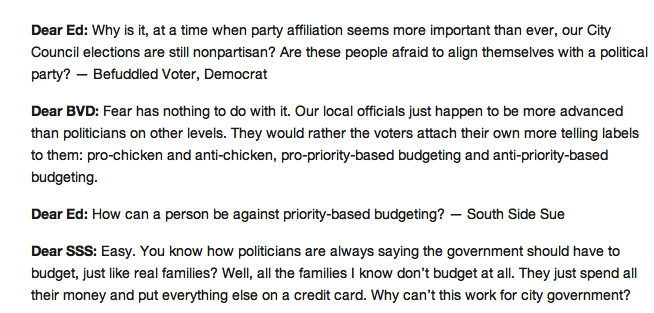 Dear Ed: Why is it, at a time when party affiliation seems more important than ever, our City
Council elections are still nonpartisan? Are these people afraid to align themselves with a political
party? — Befuddled Voter, Democrat
Dear BVD: Fear has nothing to do with it. Our local officials just happen to be more advanced
than politicians on other levels. They would rather the voters attach their own more telling labels
to them: pro-chicken and anti-chicken, pro-priority-based budgeting and anti-priority-based
budgeting.
Dear Ed: How can a person be against priority-based budgeting? — South Side Sue
Dear SSS: Easy. You know how politicians are always saying the government should have to
budget, just like real families? Well, all the families I know don’t budget at all. They just spend all
their money and put everything else on a credit card. Why can’t this work for city government?